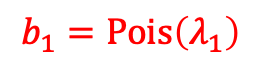 b₁ = Pois(λ₁)